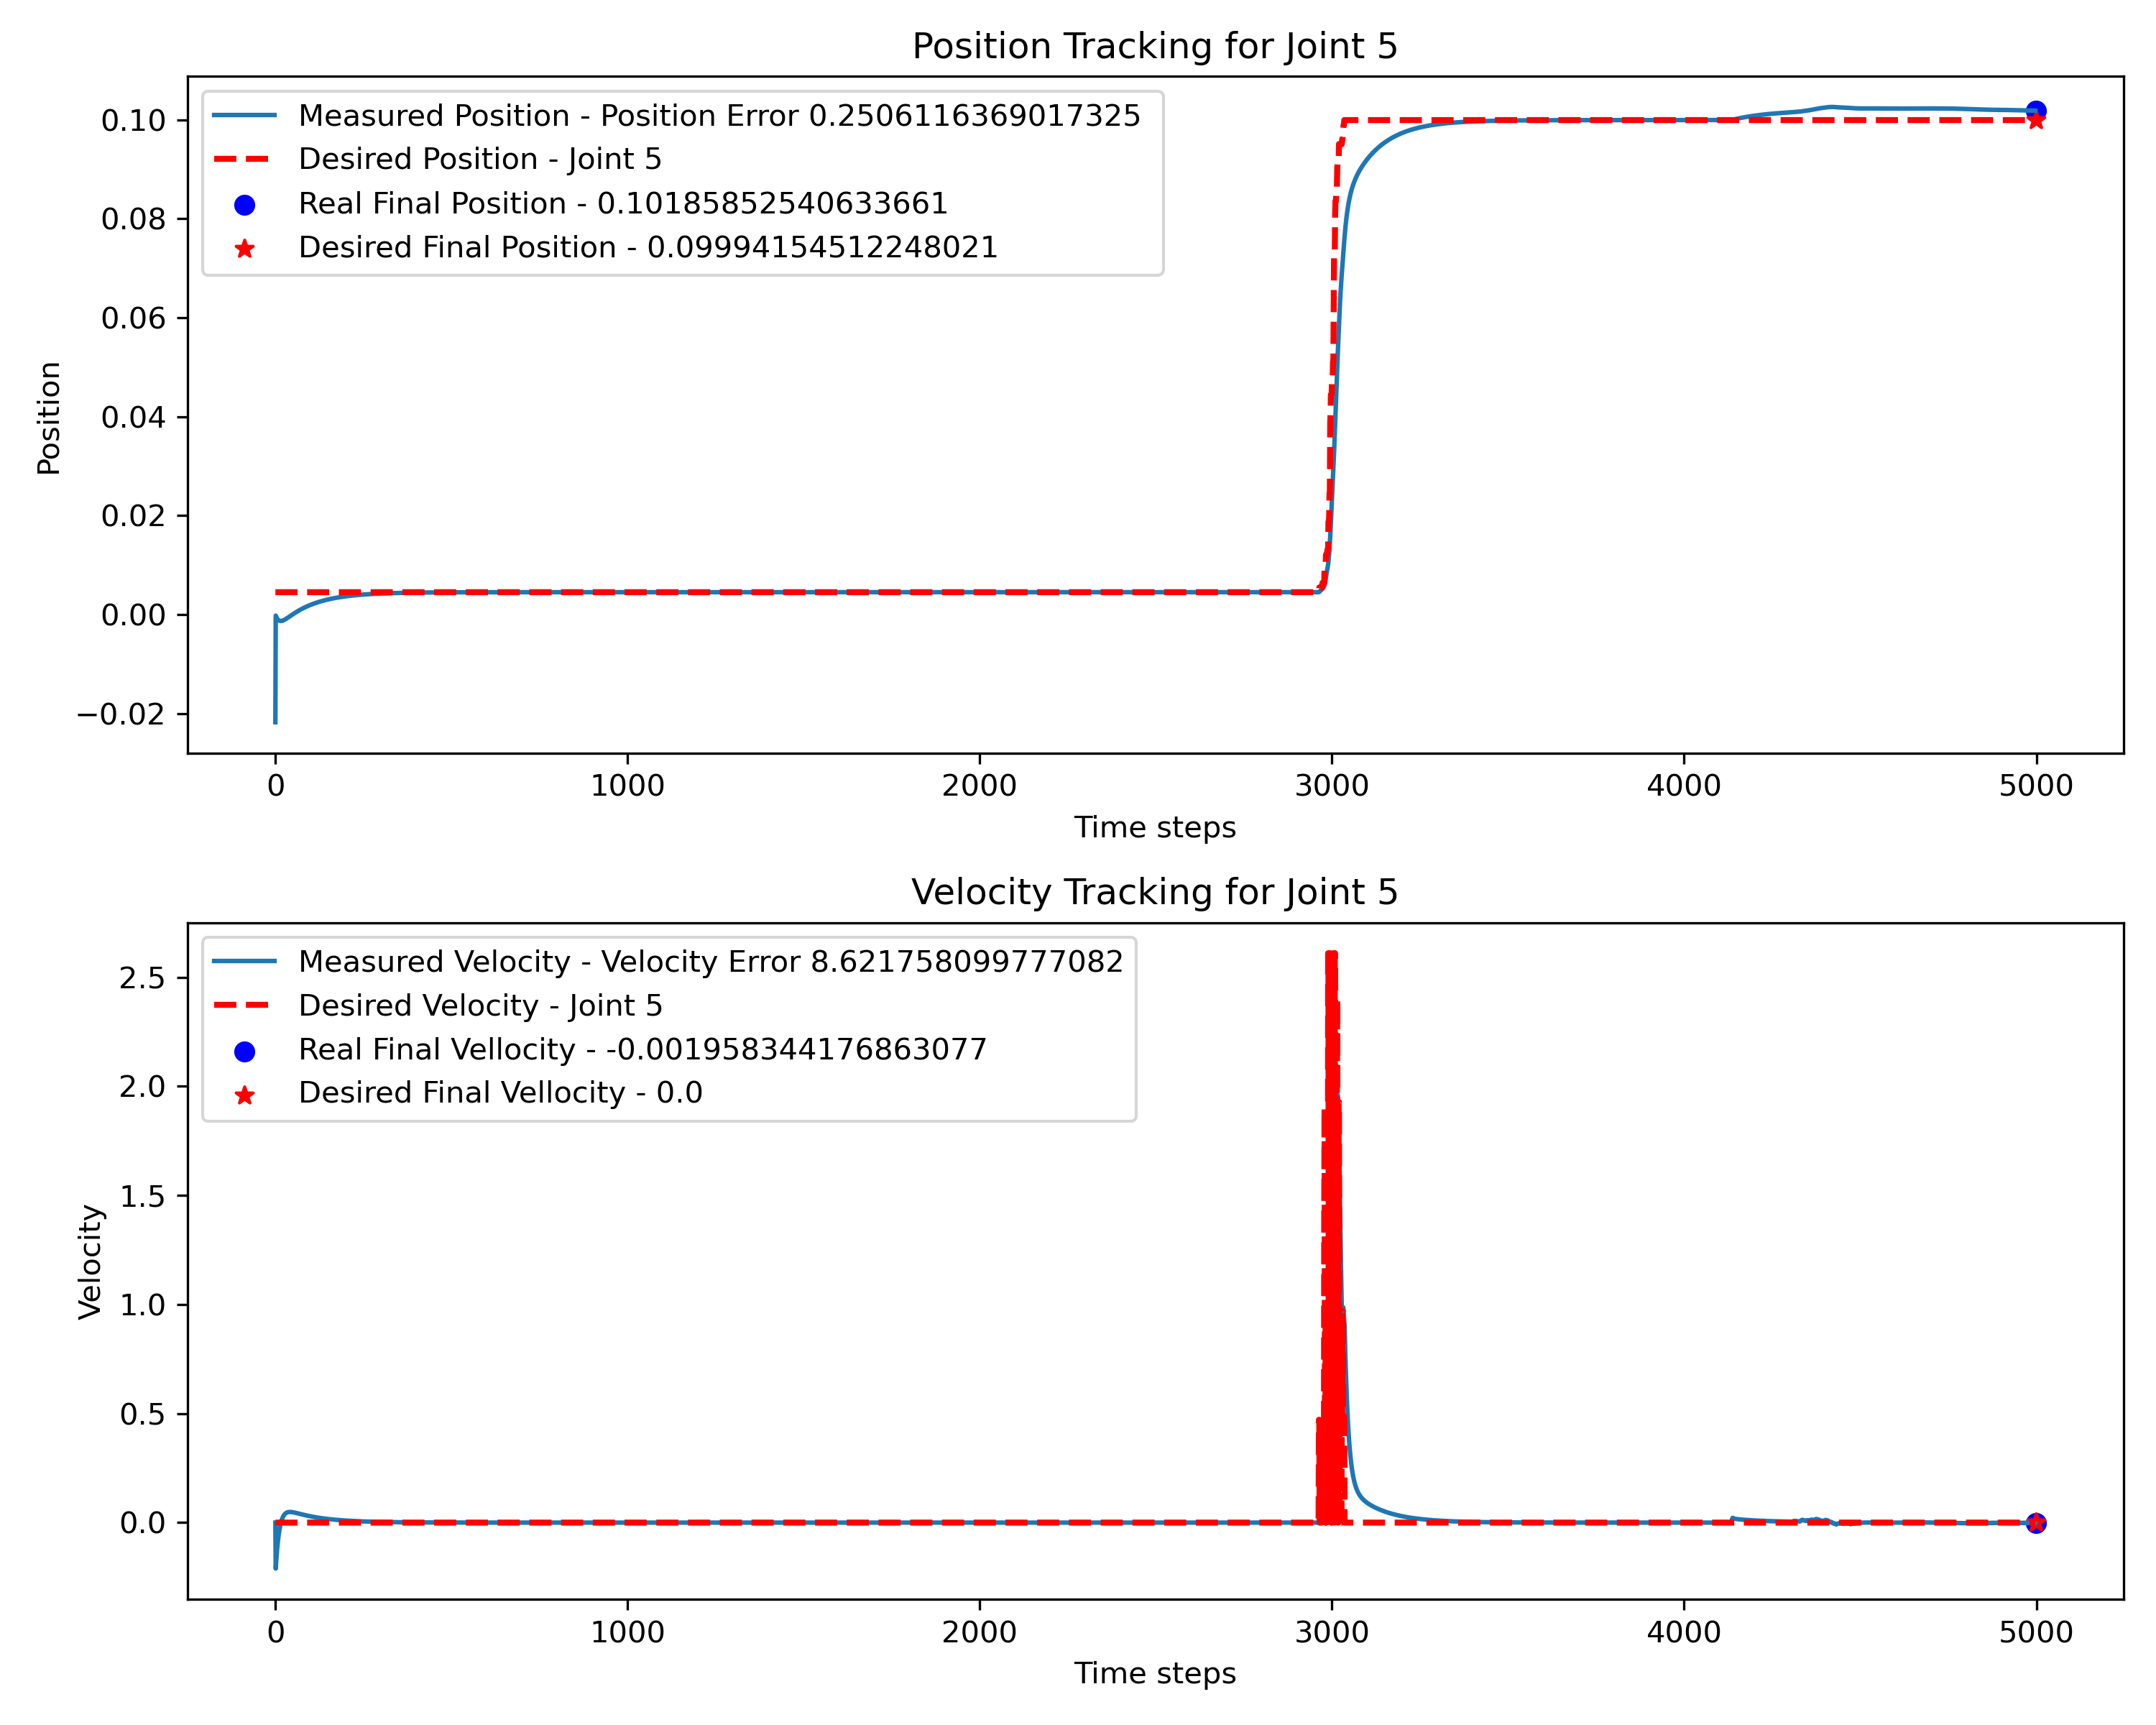 Position Tracking for Joint 5
Measured Position - Position Error 0.2506116369017325
Desired Position - Joint 5
Real Final Position - 0.10185852540633661
Desired Final Position - 0.09994154512248021
Position
0.10
0.08
0.06
0.04
0.02
0.00
−0.02
0 1000 2000 3000 4000 5000
Time steps
Velocity Tracking for Joint 5
Measured Velocity - Velocity Error 8.621758099777082
Desired Velocity - Joint 5
Real Final Vellocity - -0.001958344176863077
Desired Final Vellocity - 0.0
Velocity
2.5
2.0
1.5
1.0
0.5
0.0
0 1000 2000 3000 4000 5000
Time steps